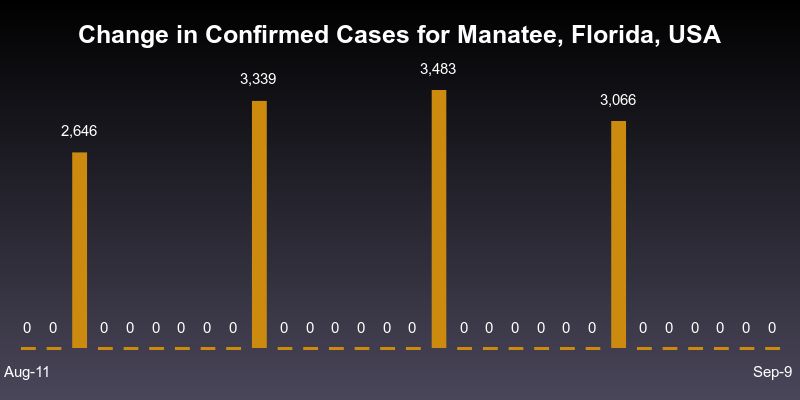 Change in Confirmed Cases for Manatee, Florida, USA
3,483
3,339
3,066
2,646
0 0 0 0 0 0 0 0 0 0 0 0 0 0 0 0 0 0 0 0 0 0 0 0 0 0
Aug-11 Sep-9